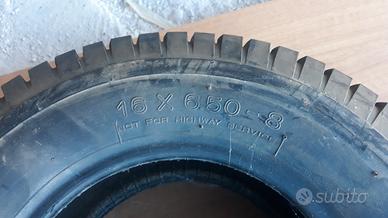 16 X 6.50-8
NOT FOR HIGHWAY SERVICE
subito